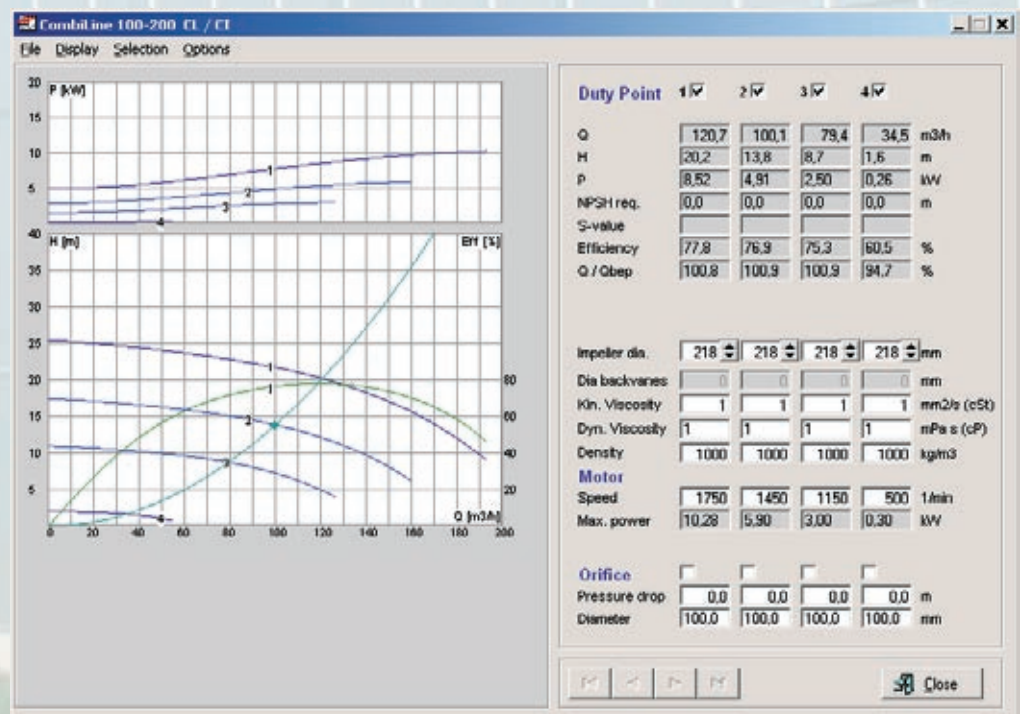 CombiLine 100-200 CL / CI
File Display Selection Options
P [kW]
20
15
10
5
1
2
3
4
H [m] Eff [%]
40
35
30
25
20 80
15 60
10 40
5 20
1
1
2
3
4
Q [m3/h]
0 20 40 60 80 100 120 140 160 180 200
Duty Point 1 2 3 4
Q 120,7 100,1 79,4 34,5 m3/h
H 20,2 13,8 8,7 1,6 m
P 8,52 4,91 2,50 0,26 kW
NPSH req. 0,0 0,0 0,0 0,0 m
S-value
Efficiency 77,8 76,9 75,3 60,5 %
Q / Qbep 100,8 100,9 100,9 94,7 %
Impeller dia. 218 218 218 218 mm
Dia backvanes 0 0 0 0 mm
Kin. Viscosity 1 1 1 1 mm2/s (cSt)
Dyn. Viscosity 1 1 1 1 mPa s (cP)
Density 1000 1000 1000 1000 kg/m3
Motor
Speed 1750 1450 1150 500 1/min
Max. power 10,28 5,90 3,00 0,30 kW
Orifice
Pressure drop 0,0 0,0 0,0 0,0 m
Diameter 100,0 100,0 100,0 100,0 mm
Close